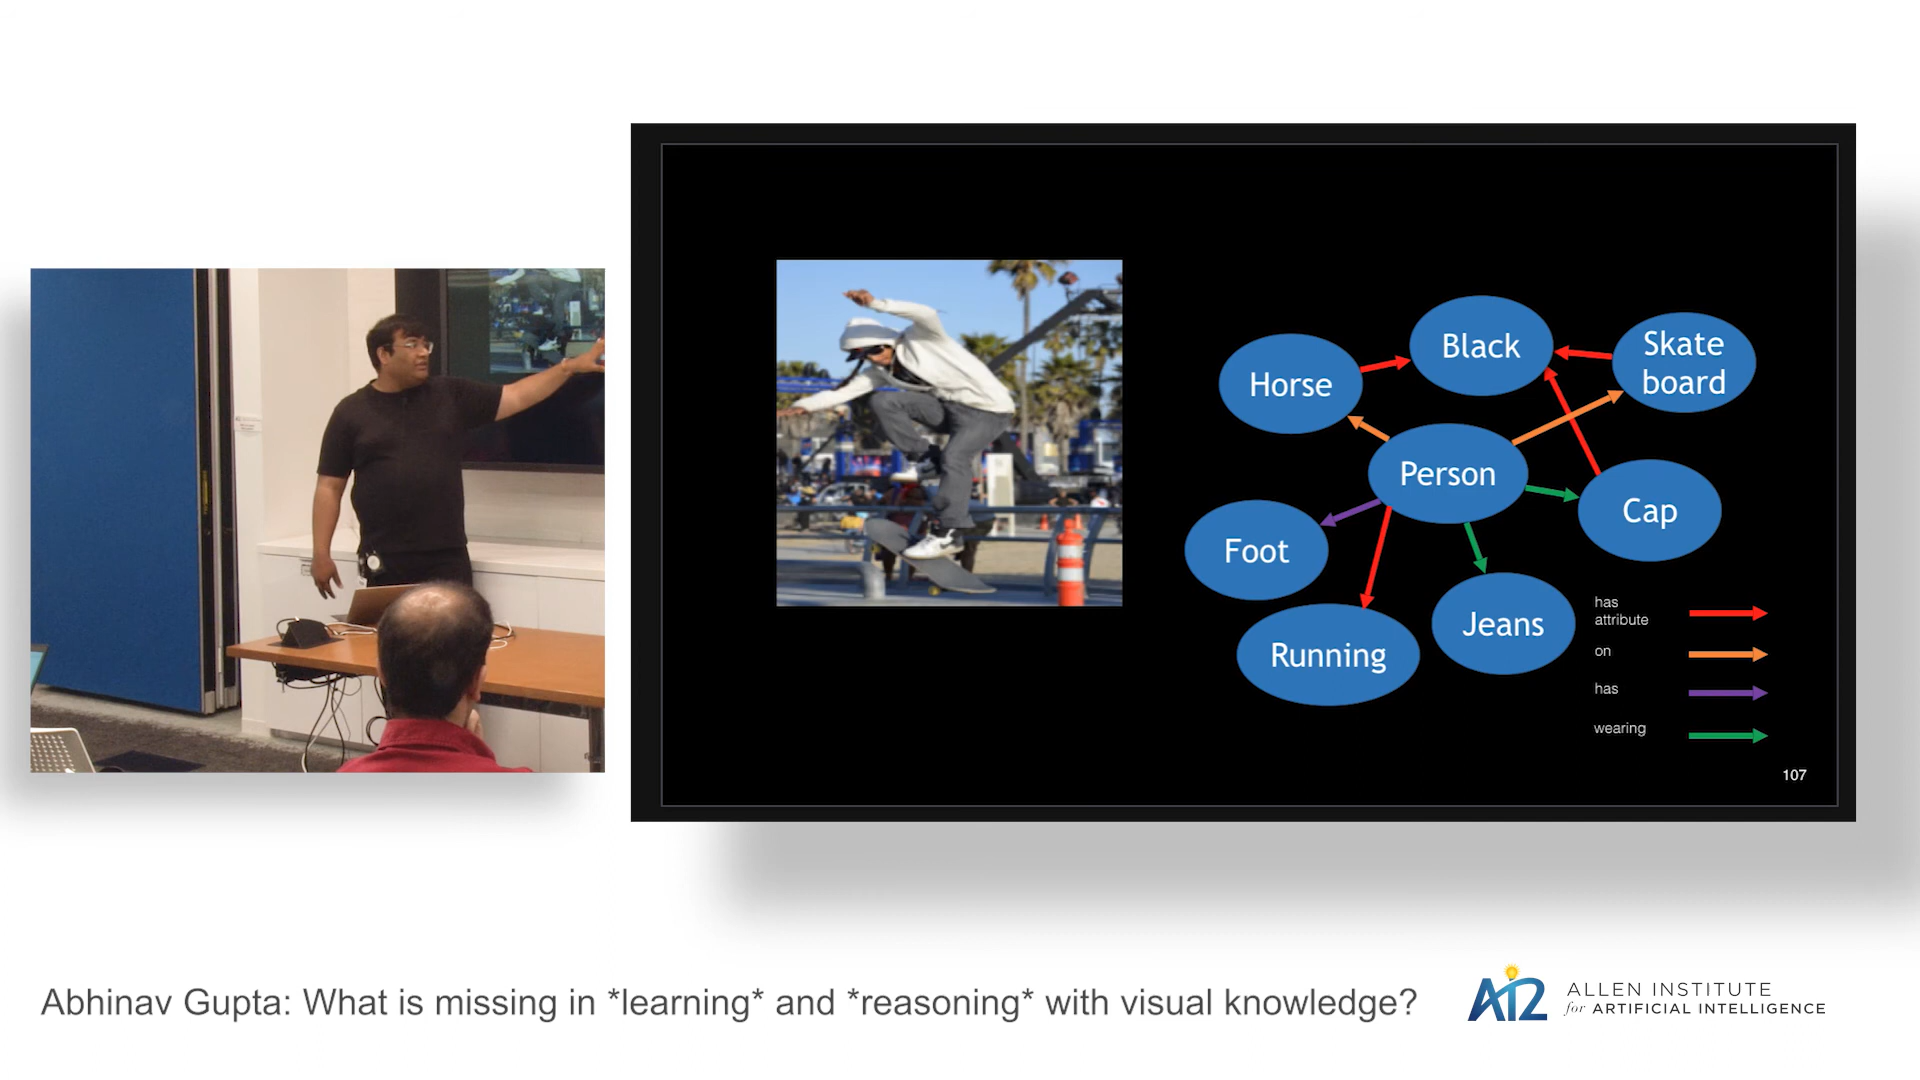 Black
Skate
board
Horse
Person
Cap
Foot
Jeans
Running
has
attribute
on
has
wearing
107
Abhinav Gupta: What is missing in *learning* and *reasoning* with visual knowledge?
AI2
ALLEN INSTITUTE
for ARTIFICIAL INTELLIGENCE